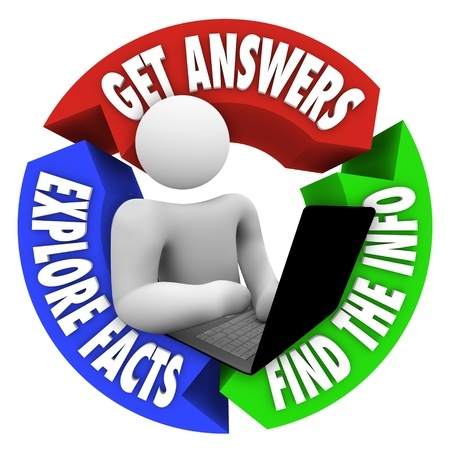 GET ANSWERS
FIND THE INFO
EXPLORE FACTS